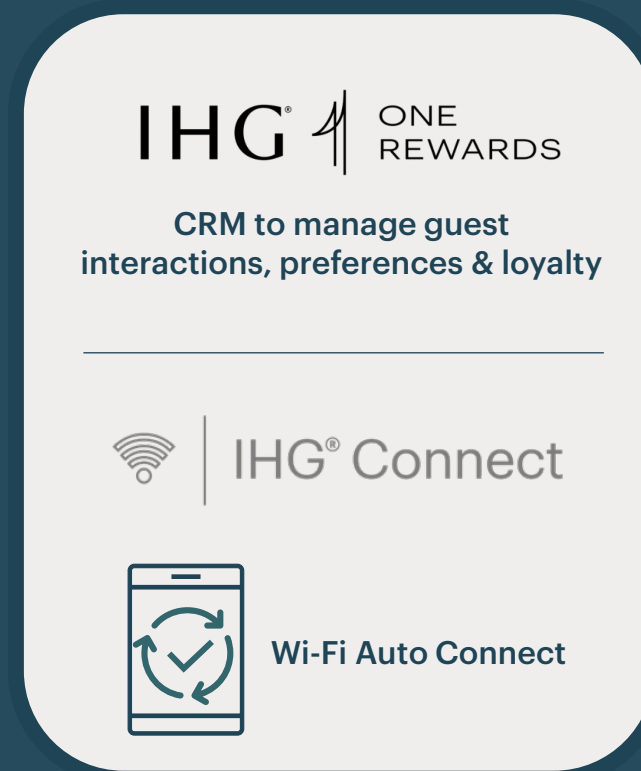 IHG® ONE
REWARDS
CRM to manage guest
interactions, preferences & loyalty
IHG® Connect
Wi-Fi Auto Connect